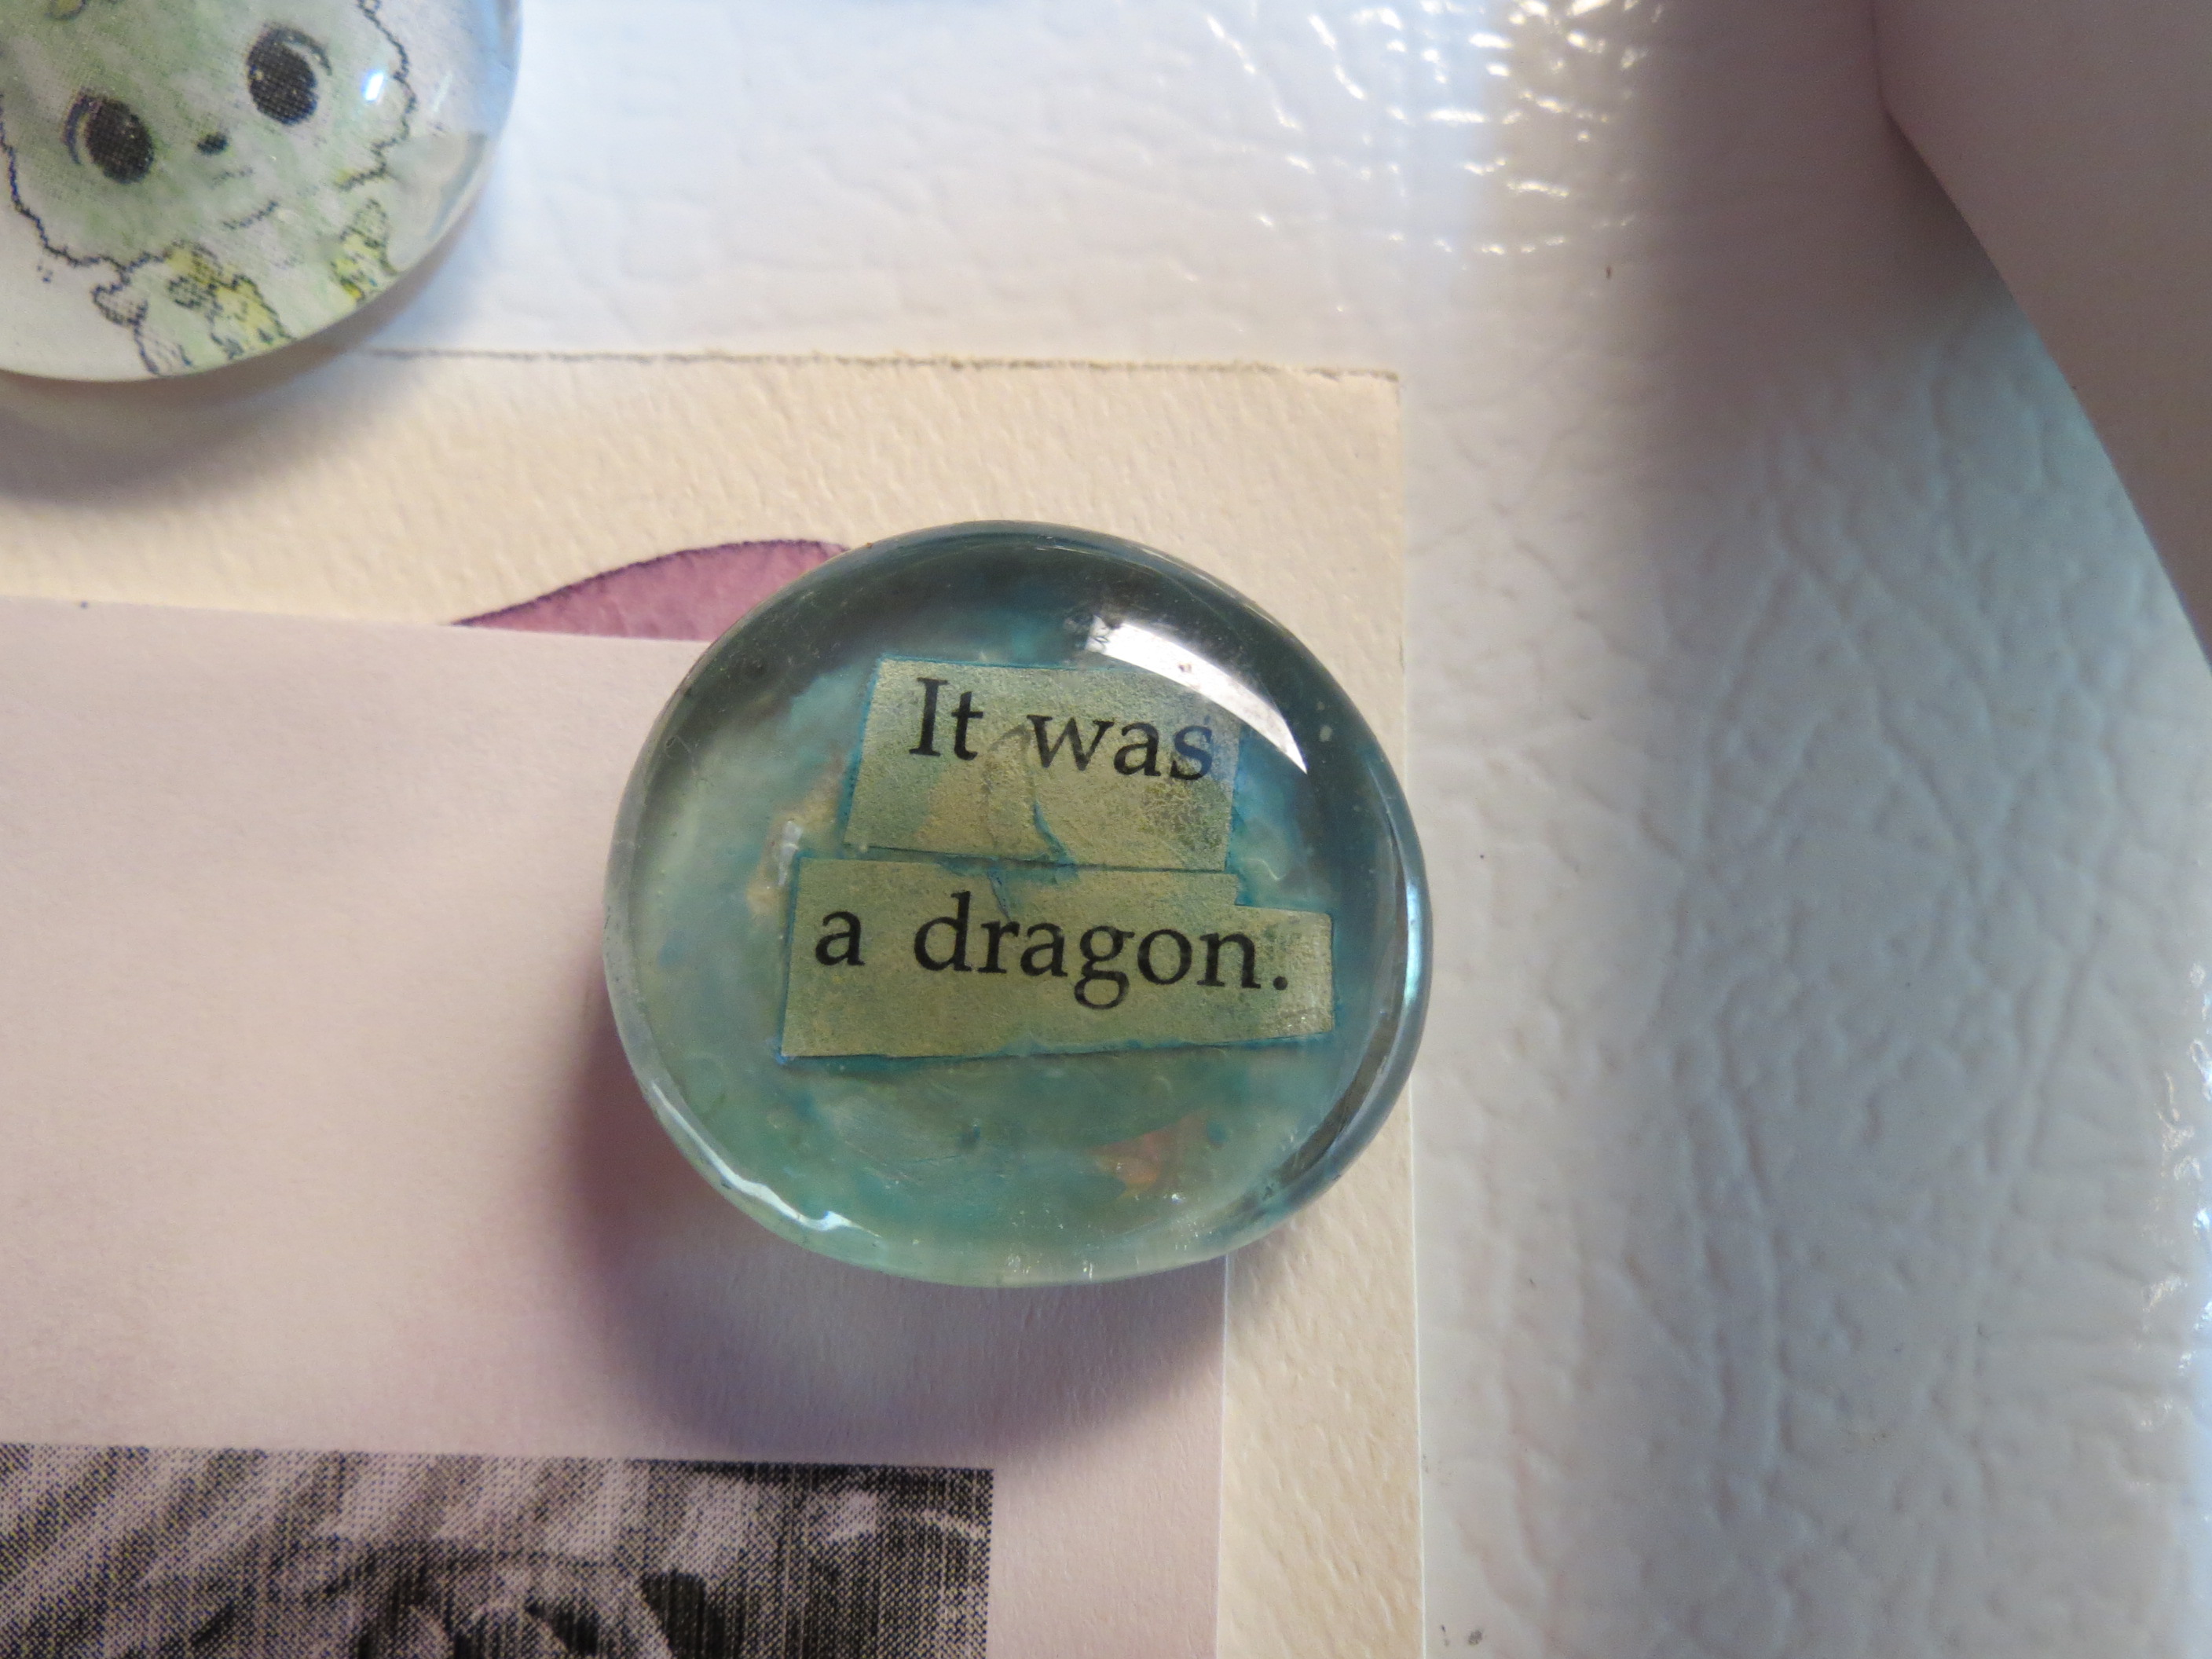 It was
a dragon.